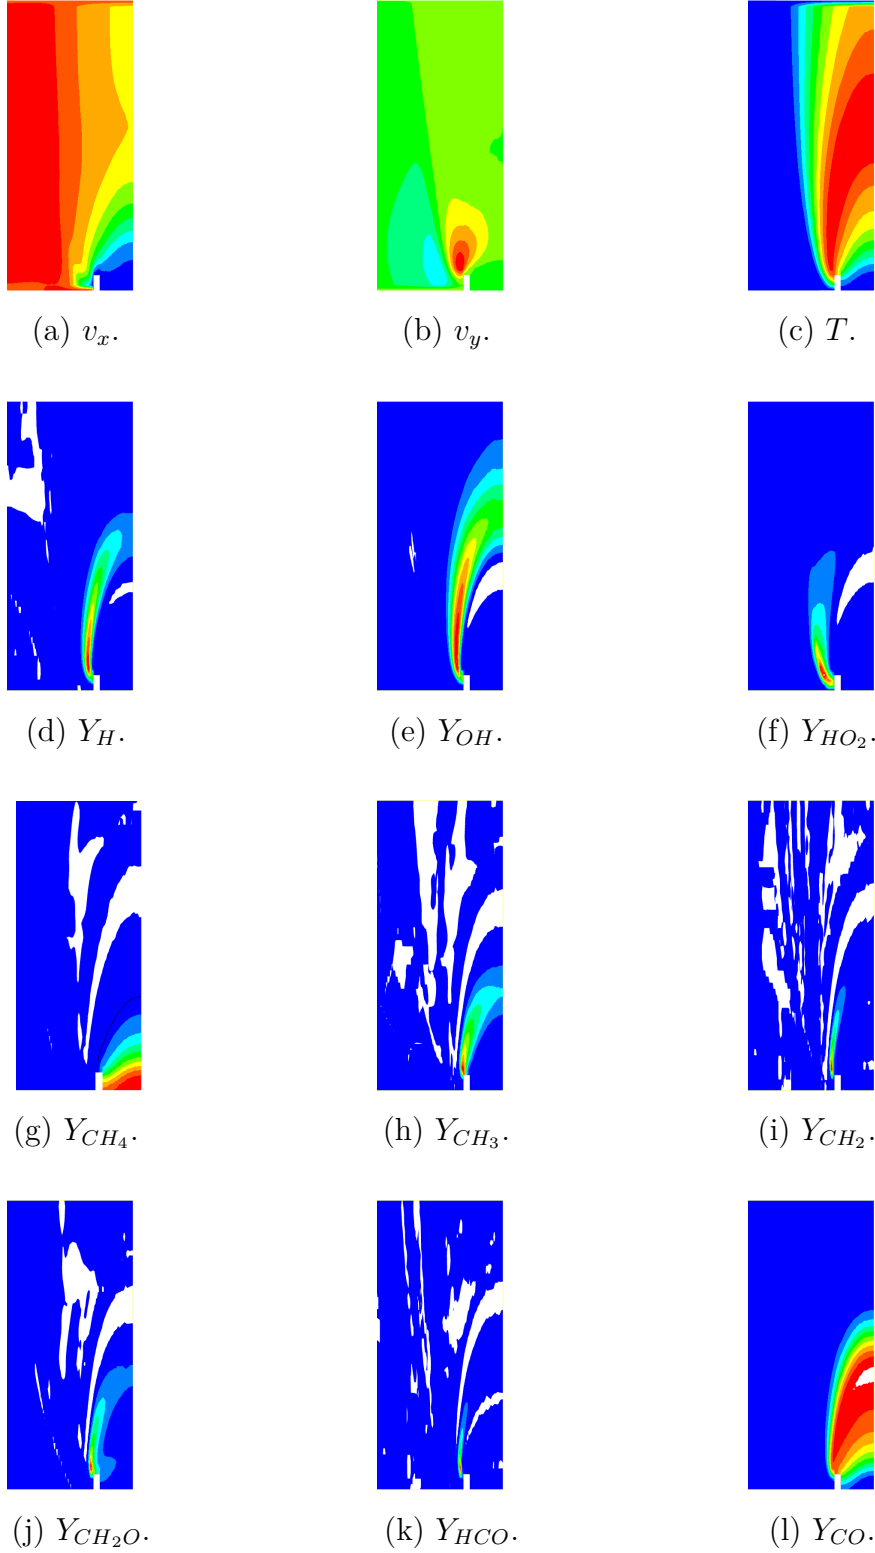 (a) v_x. (b) v_y. (c) T.
(d) Y_H. (e) Y_{OH}. (f) Y_{HO_2}.
(g) Y_{CH_4}. (h) Y_{CH_3}. (i) Y_{CH_2}.
(j) Y_{CH_2O}. (k) Y_{HCO}. (l) Y_{CO}.